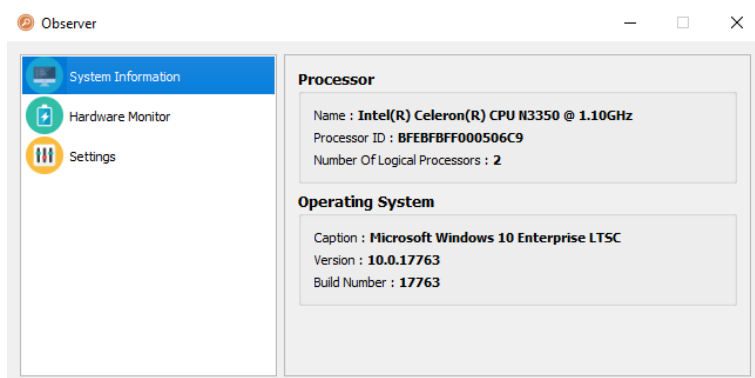 Observer
System Information
Hardware Monitor
Settings
Processor
Name : Intel(R) Celeron(R) CPU N3350 @ 1.10GHz
Processor ID : BFEBFBFF000506C9
Number Of Logical Processors : 2
Operating System
Caption : Microsoft Windows 10 Enterprise LTSC
Version : 10.0.17763
Build Number : 17763